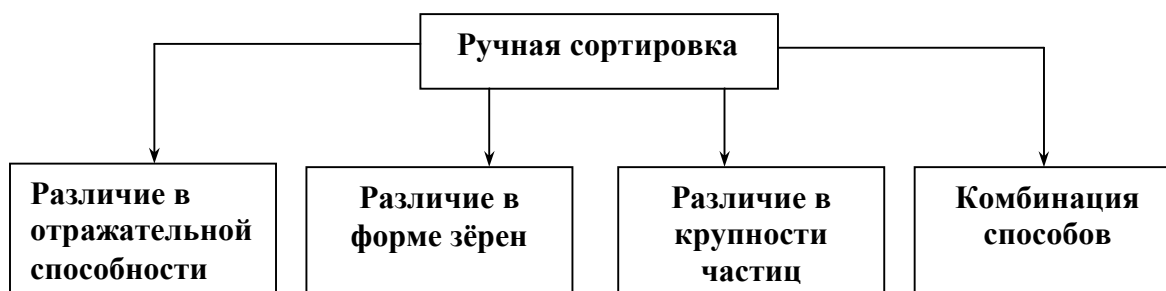 Ручная сортировка
Различие в
отражательной
способности
Различие в
форме зёрен
Различие в
крупности
частиц
Комбинация
способов